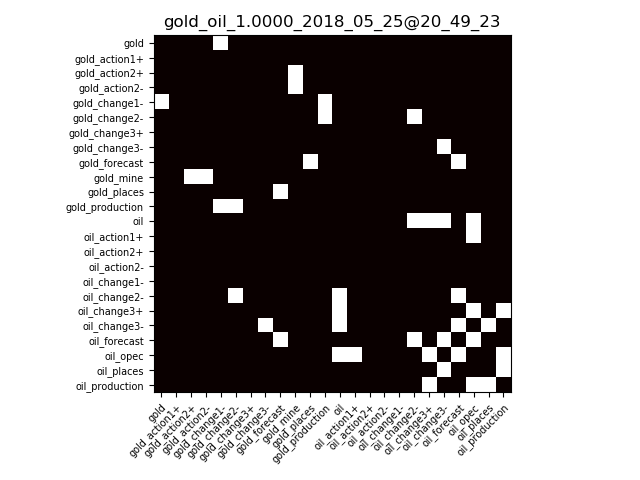 gold_oil_1.0000_2018_05_25@20_49_23
gold
gold_action1+
gold_action2+
gold_action2-
gold_change1-
gold_change2-
gold_change3+
gold_change3-
gold_forecast
gold_mine
gold_places
gold_production
oil
oil_action1+
oil_action2+
oil_action2-
oil_change1-
oil_change2-
oil_change3+
oil_change3-
oil_forecast
oil_opec
oil_places
oil_production
gold
gold_action1+
gold_action2+
gold_action2-
gold_change1-
gold_change2-
gold_change3+
gold_change3-
gold_forecast
gold_mine
gold_places
gold_production
oil
oil_action1+
oil_action2+
oil_action2-
oil_change1-
oil_change2-
oil_change3+
oil_change3-
oil_forecast
oil_opec
oil_places
oil_production